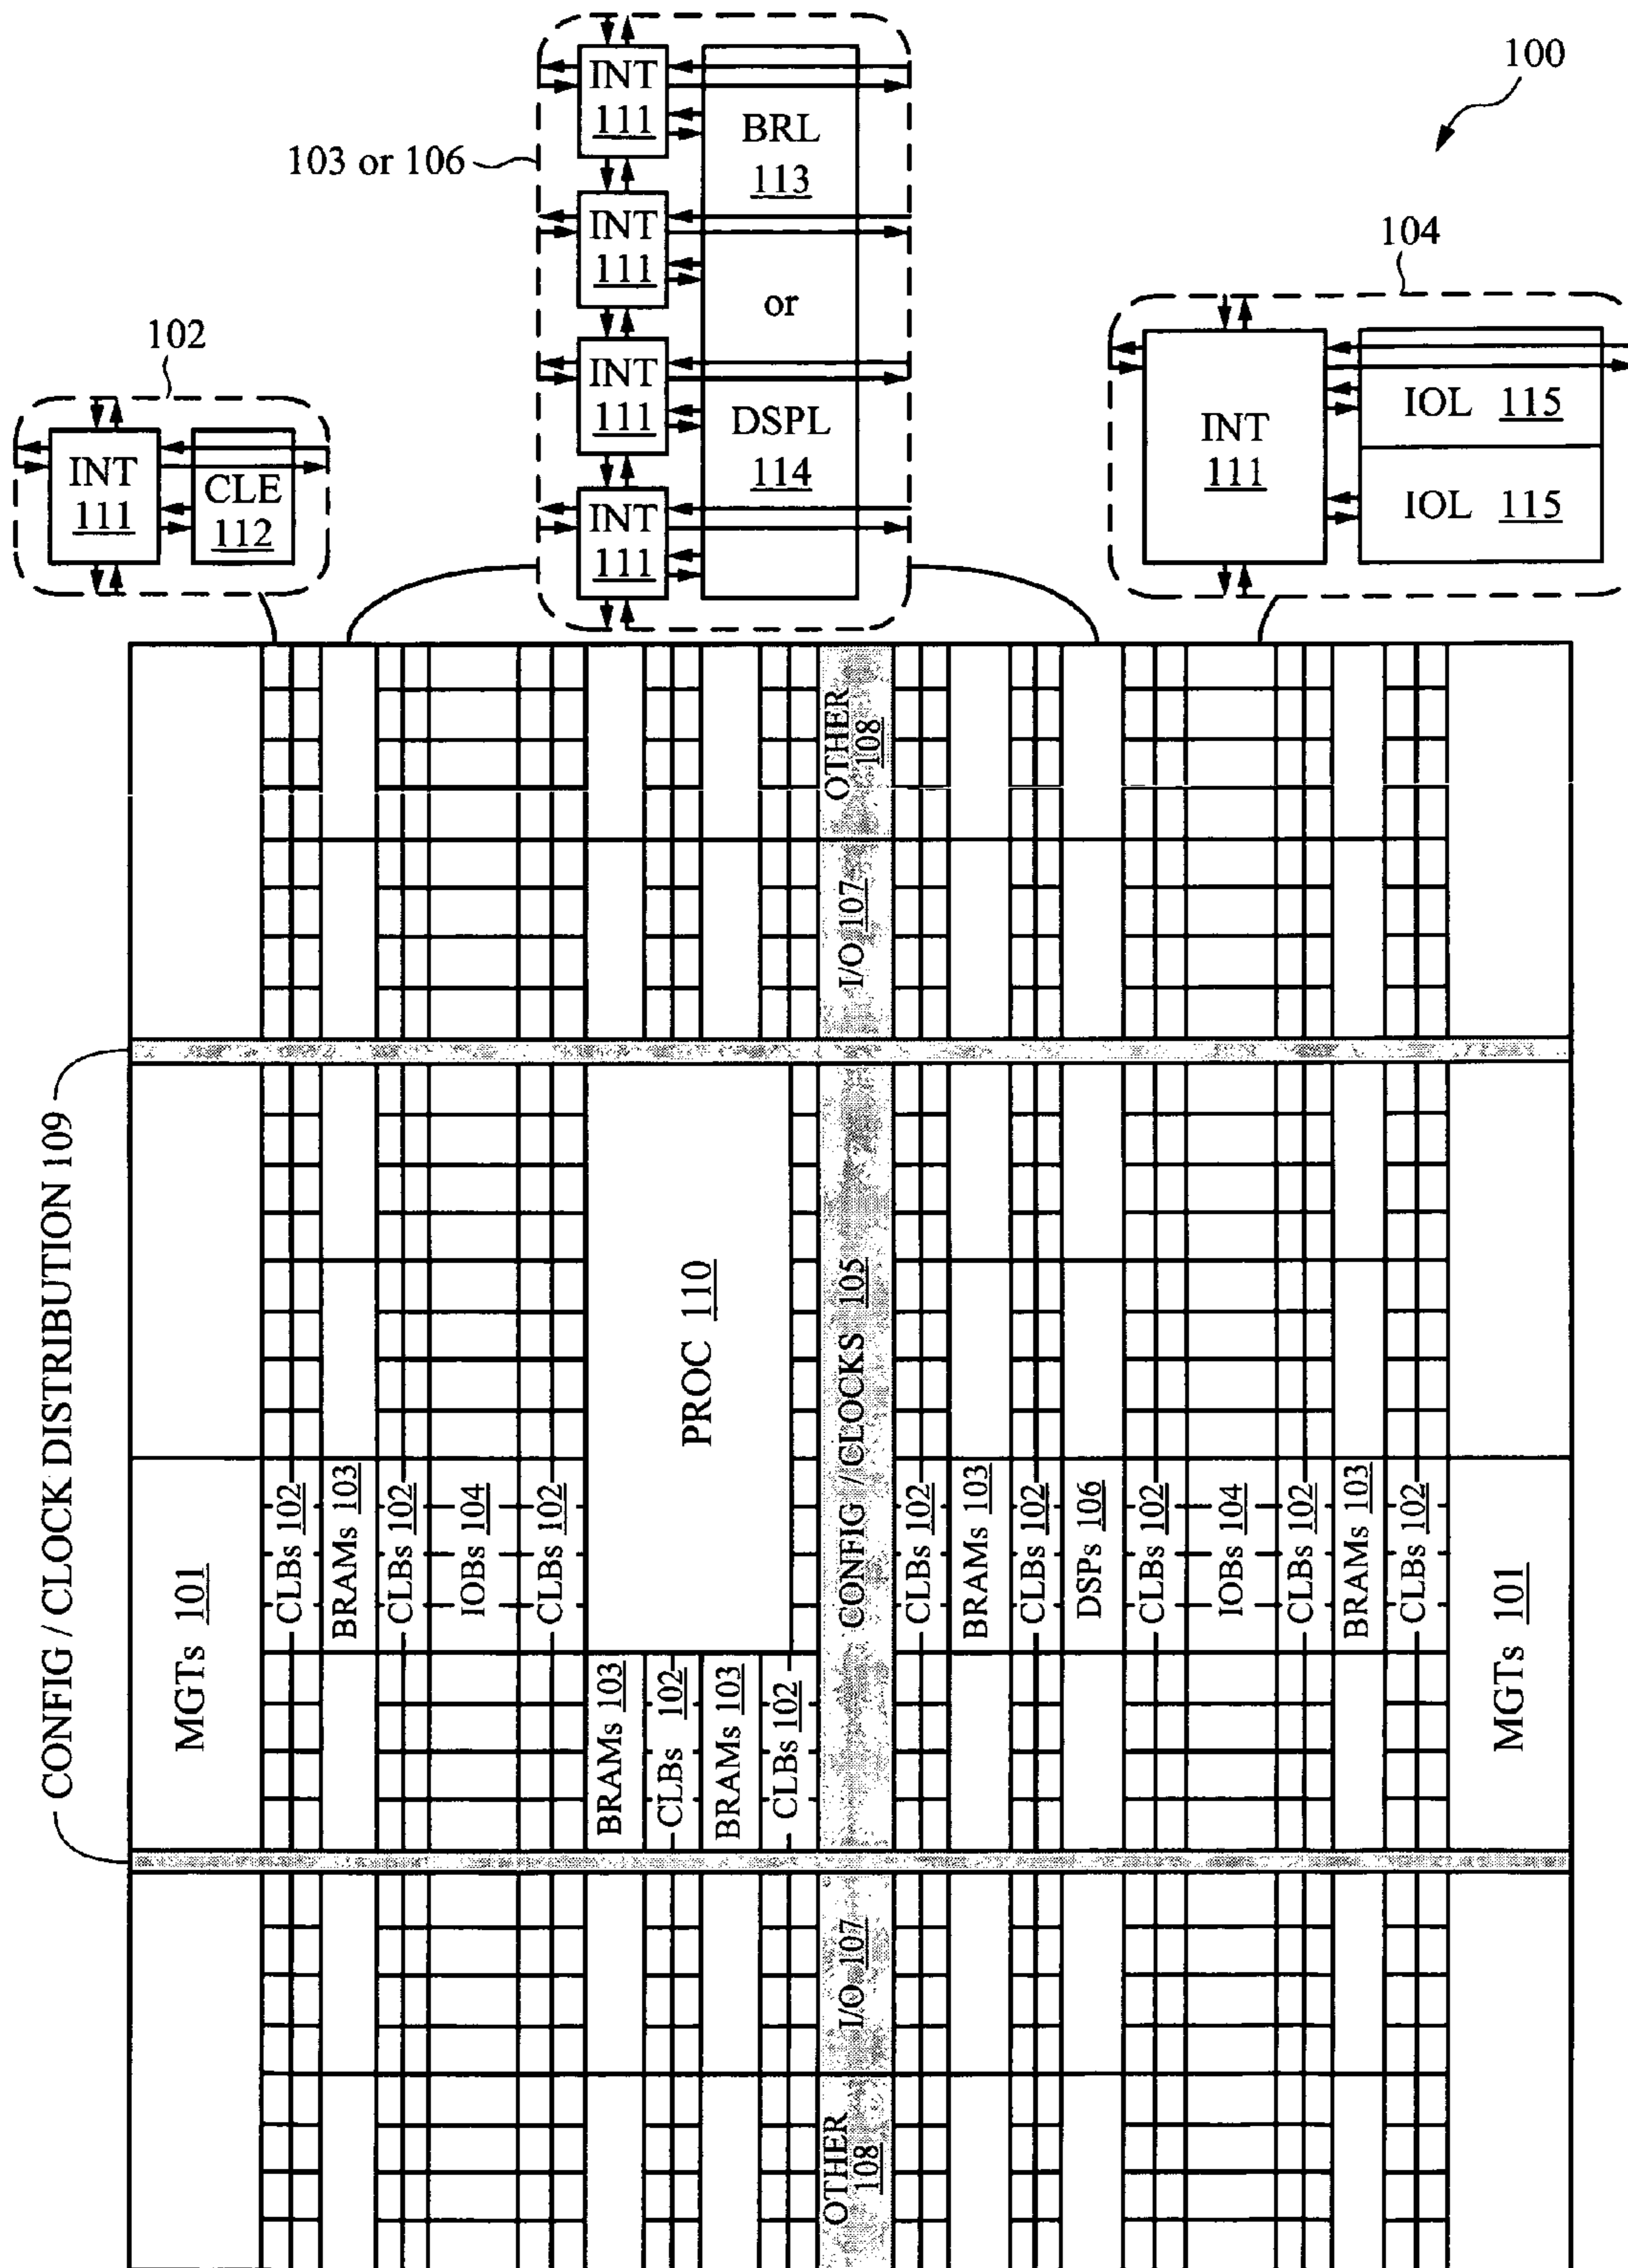 100
103 or 106
INT
111
INT
111
INT
111
INT
111
BRL
113
or
DSPL
114
104
INT
111
IOL 115
IOL 115
102
INT
111
CLE
112
OTHER
108
I/O 107
CONFIG / CLOCK DISTRIBUTION 109
PROC 110
CONFIG / CLOCKS 105
MGTs 101
CLBs 102
BRAMs 103
CLBs 102
IOBs 104
CLBs 102
CLBs 102
BRAMs 103
CLBs 102
DSPs 106
CLBs 102
IOBs 104
CLBs 102
BRAMs 103
CLBs 102
MGTs 101
BRAMs 103
CLBs 102
BRAMs 103
CLBs 102
I/O 107
OTHER
108